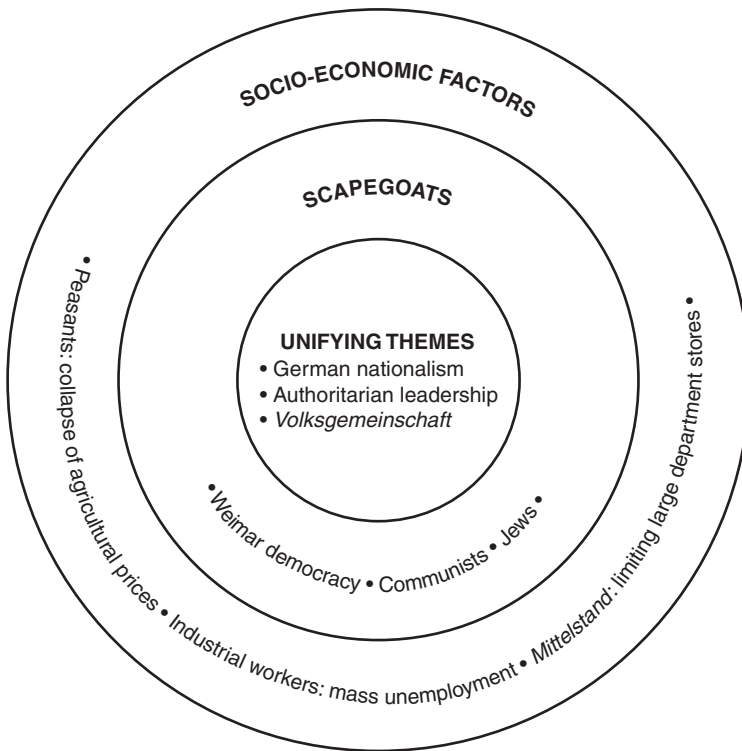 SOCIO-ECONOMIC FACTORS
SCAPEGOATS
UNIFYING THEMES
• German nationalism
• Authoritarian leadership
• Volksgemeinschaft
• Weimar democracy • Communists • Jews •
• Peasants: collapse of agricultural prices • Industrial workers: mass unemployment • Mittelstand: limiting large department stores •